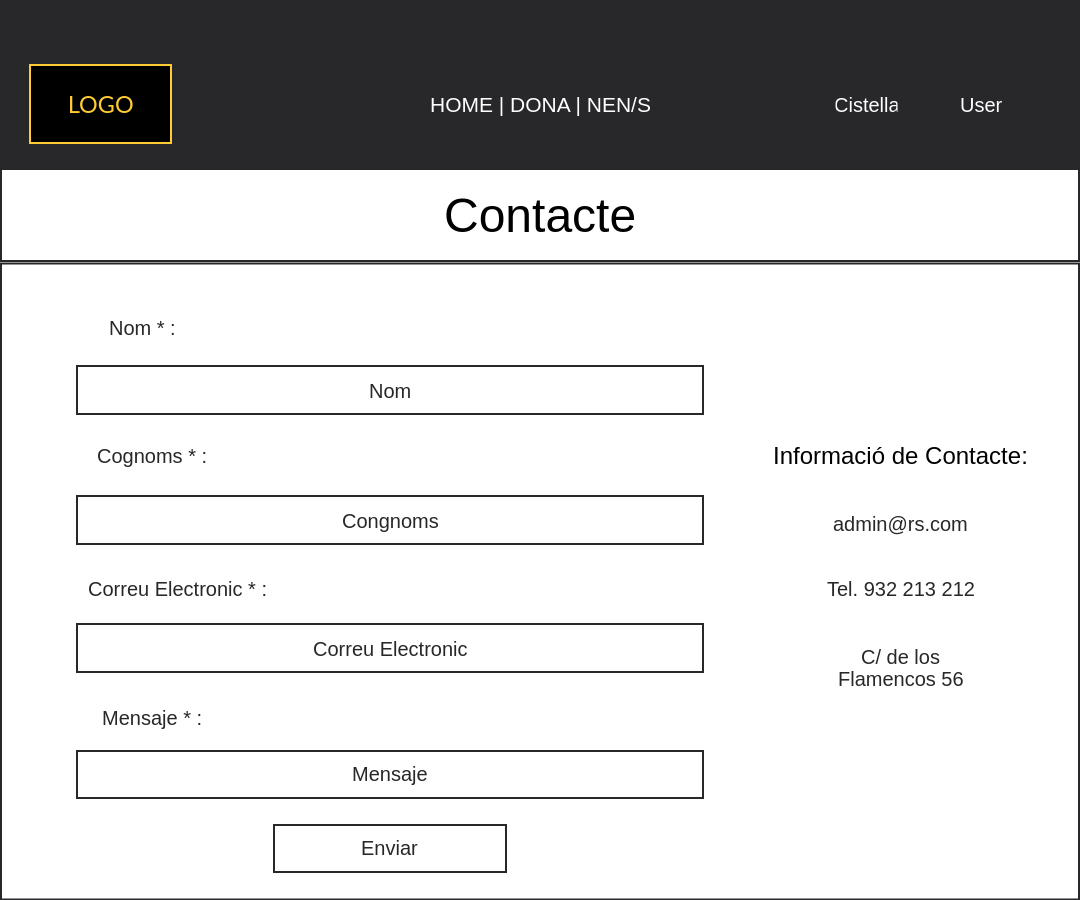 LOGO
HOME | DONA | NEN/S
Cistella
User
Contacte
Nom * :
Nom
Cognoms * :
Congnoms
Correu Electronic * :
Correu Electronic
Mensaje * :
Mensaje
Enviar
Informació de Contacte:
admin@rs.com
Tel. 932 213 212
C/ de los
Flamencos 56